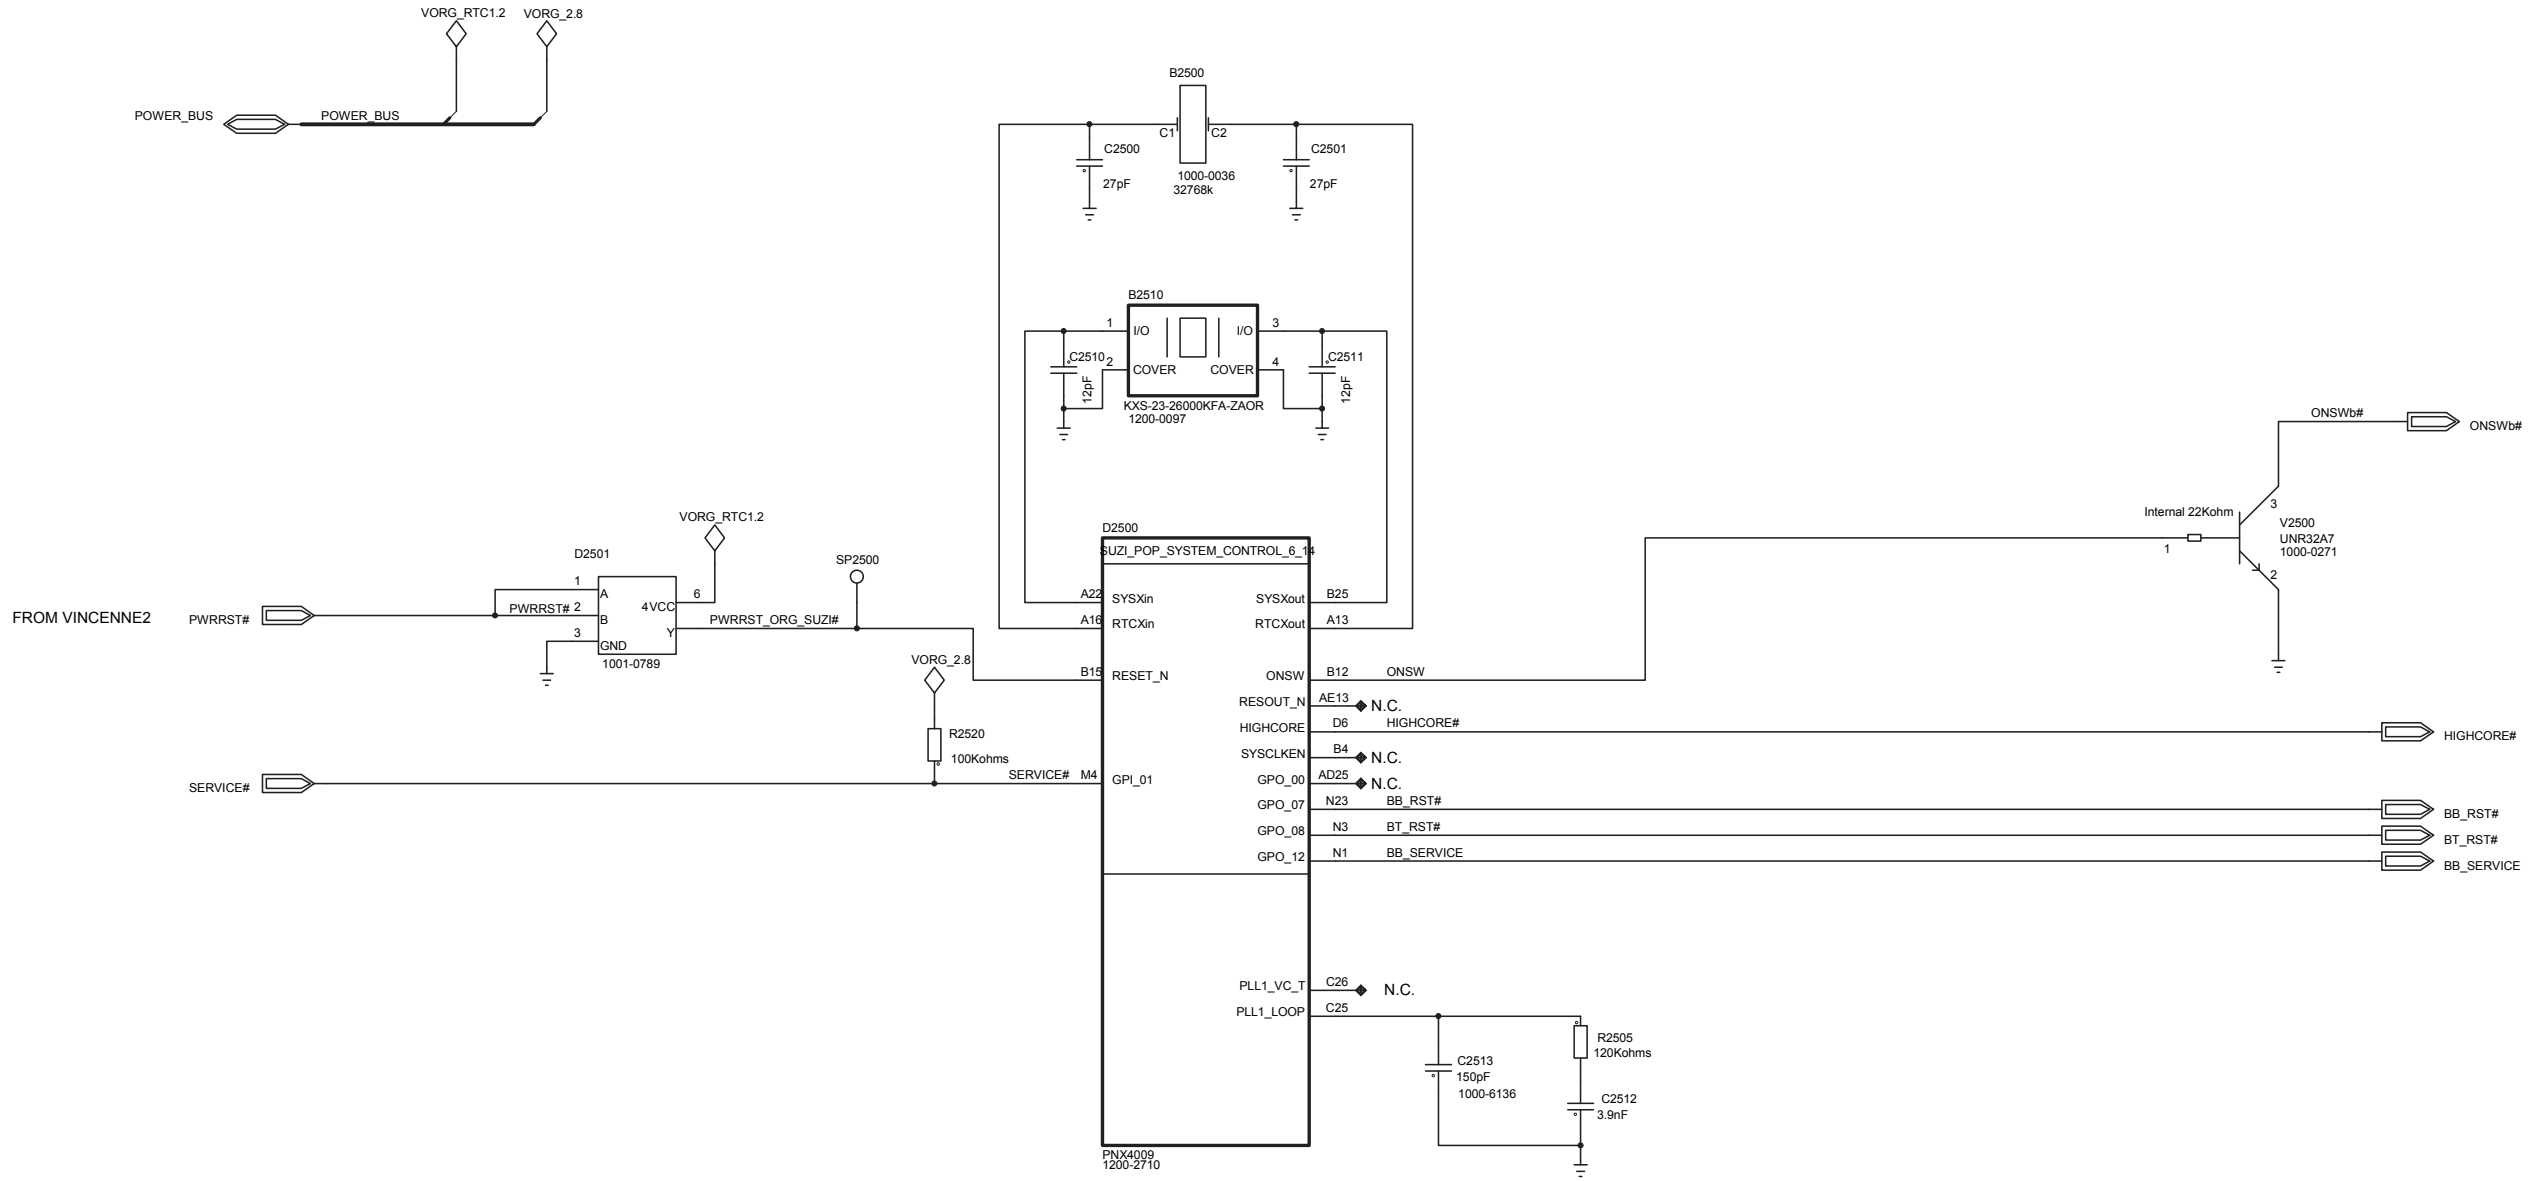 VORG_RTC1.2
VORG_2.8
POWER_BUS
POWER_BUS
B2500
C1
C2
C2500
27pF
C2501
27pF
1000-0036
32768k
B2510
1
I/O
I/O
3
C2510
2
COVER
COVER
4
C2511
12pF
12pF
KXS-23-26000KFA-ZAOR
1200-0097
ONSWb#
ONSWb#
Internal 22Kohm
1
3
V2500
UNR32A7
1000-0271
2
VORG_RTC1.2
D2501
1
A
PWRRST#
2
B
3
GND
4VCC
6
Y
1001-0789
FROM VINCENNE2
PWRRST#
SP2500
PWRRST_ORG_SUZI#
VORG_2.8
R2520
100Kohms
SERVICE#
SERVICE#
M4
D2500
SUZI_POP_SYSTEM_CONTROL_6_14
A22
SYSXin
SYSXout
B25
A16
RTCXin
RTCXout
A13
B15
RESET_N
ONSW
B12
ONSW
RESOUT_N
AE13
N.C.
HIGHCORE
D6
HIGHCORE#
HIGHCORE#
SYSCLKEN
B4
N.C.
GPI_01
GPO_00
AD25
N.C.
GPO_07
N23
BB_RST#
BB_RST#
GPO_08
N3
BT_RST#
BT_RST#
GPO_12
N1
BB_SERVICE
BB_SERVICE
PLL1_VC_T
C26
N.C.
PLL1_LOOP
C25
C2513
150pF
1000-6136
R2505
120Kohms
C2512
3.9nF
PNX4009
1200-2710